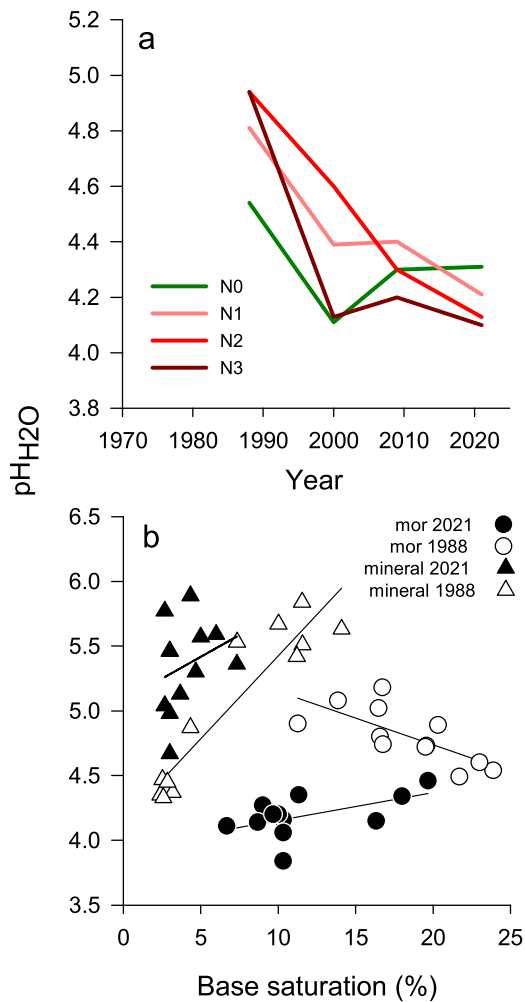 5.2
a
5.0
4.8
4.6
4.4
4.2
4.0
3.8
N0
N1
N2
N3
1970 1980 1990 2000 2010 2020
Year
pHH2O
6.5
b
6.0
5.5
5.0
4.5
4.0
3.5
mor 2021
mor 1988
mineral 2021
mineral 1988
0 5 10 15 20 25
Base saturation (%)